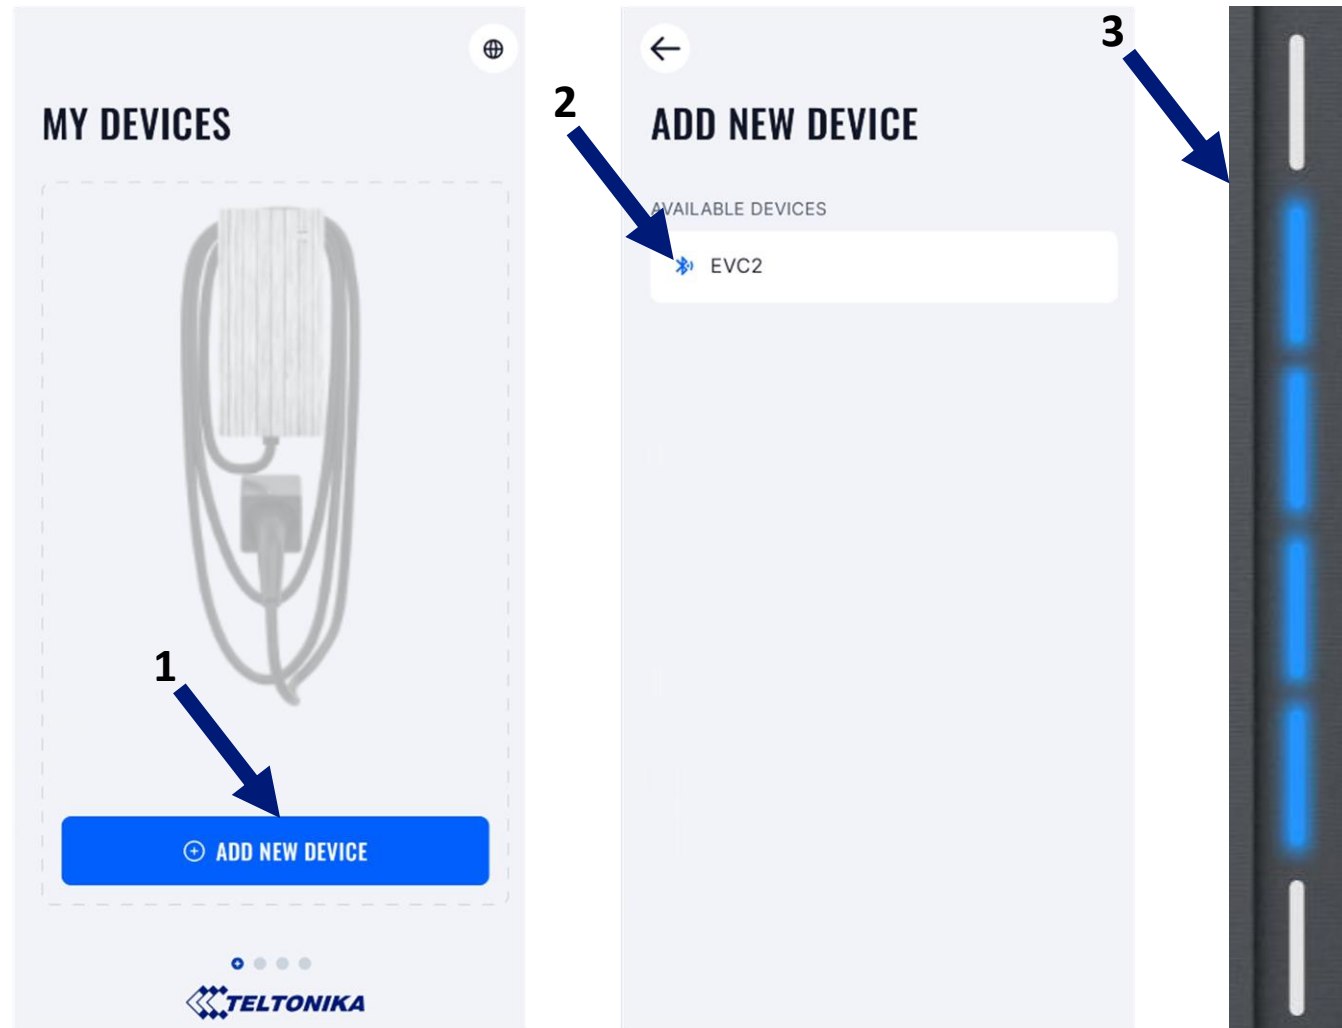 MY DEVICES
1
ADD NEW DEVICE
TELTONIKA
2
ADD NEW DEVICE
AVAILABLE DEVICES
EVC2
3